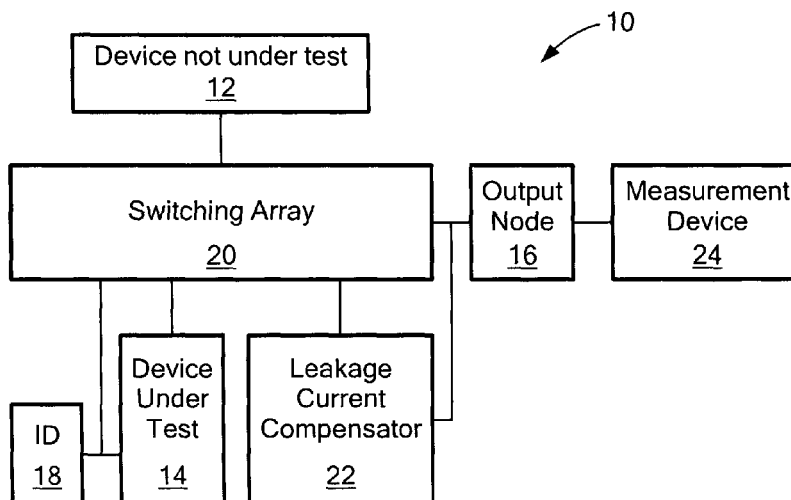 10
Device not under test
12
Switching Array
20
Output
Node
16
Measurement
Device
24
ID
18
Device
Under
Test
14
Leakage
Current
Compensator
22